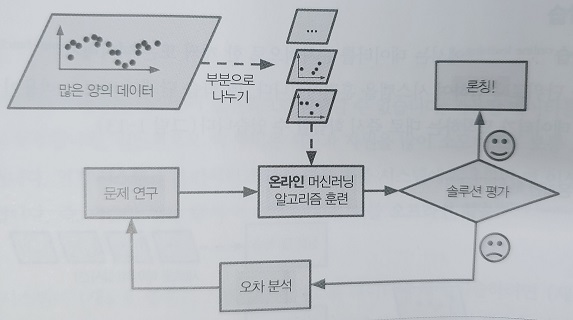 많은 양의 데이터
부분으로
나누기
...
론칭!
문제 연구
온라인 머신러닝
알고리즘 훈련
솔루션 평가
오차 분석